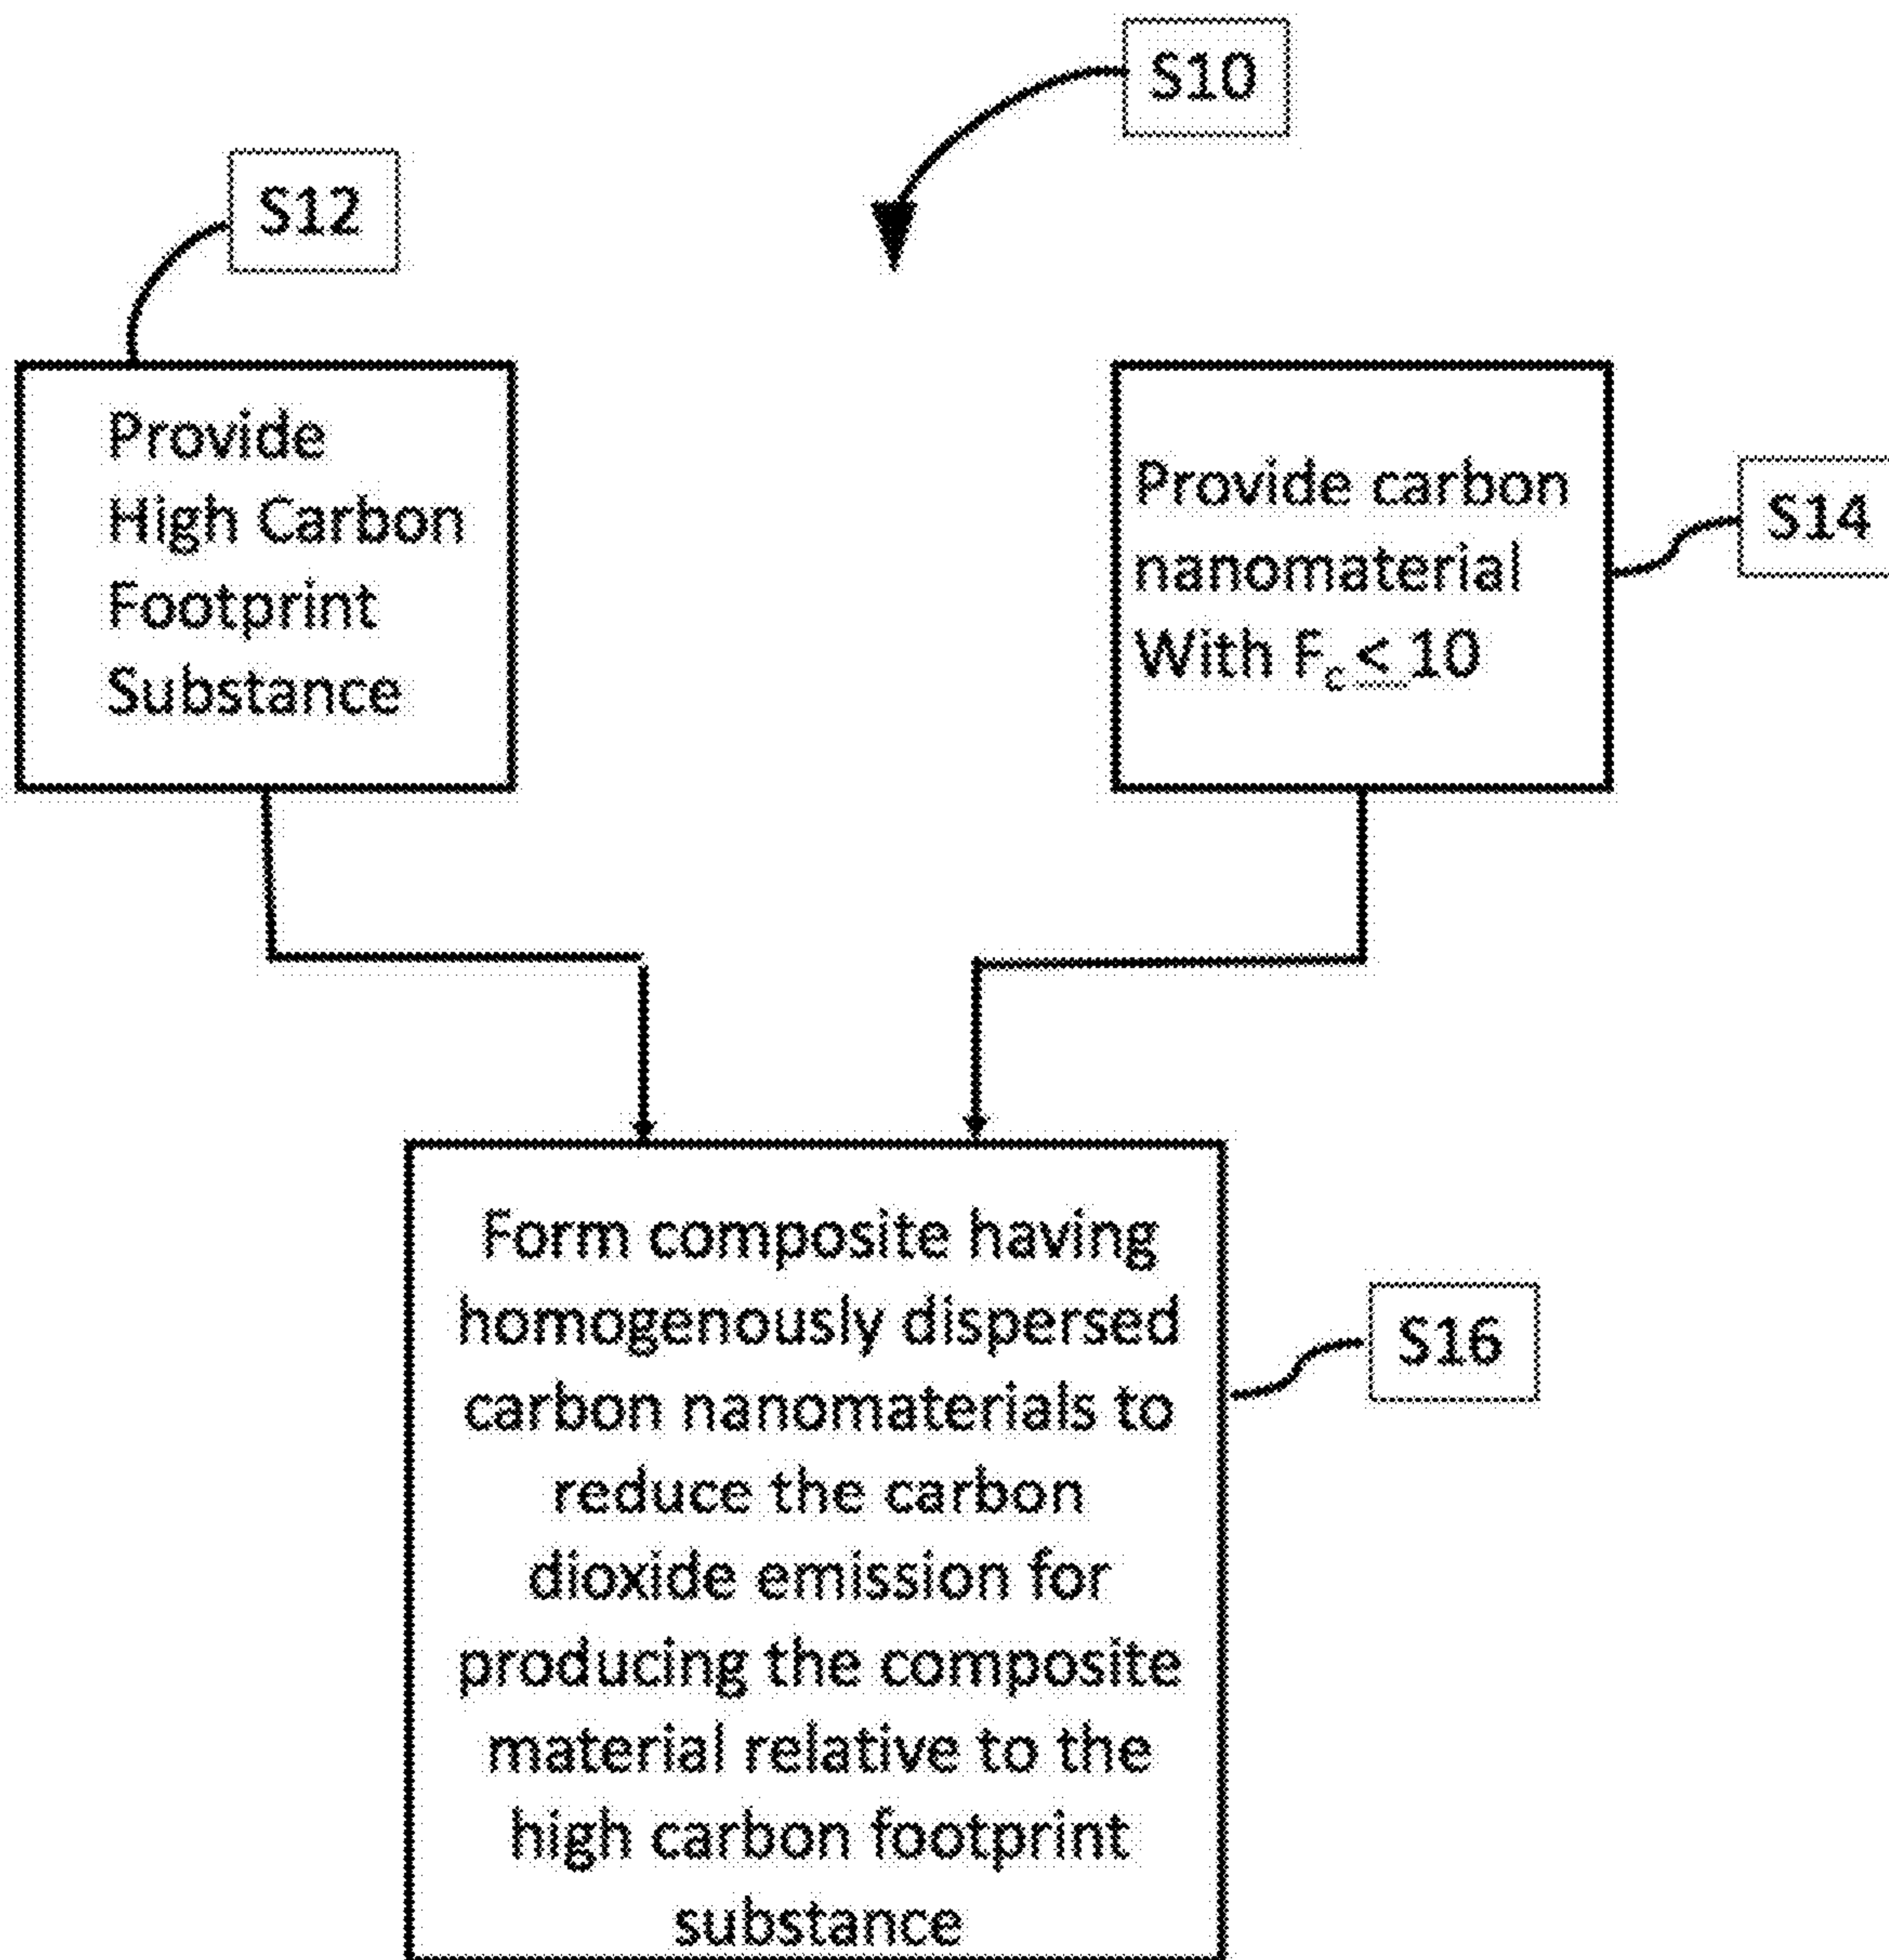 S10
S12
Provide
High Carbon
Footprint
Substance
Provide carbon
nanomaterial
With Fc < 10
S14
Form composite having
homogenously dispersed
carbon nanomaterials to
reduce the carbon
dioxide emission for
producing the composite
material relative to the
high carbon footprint
substance
S16